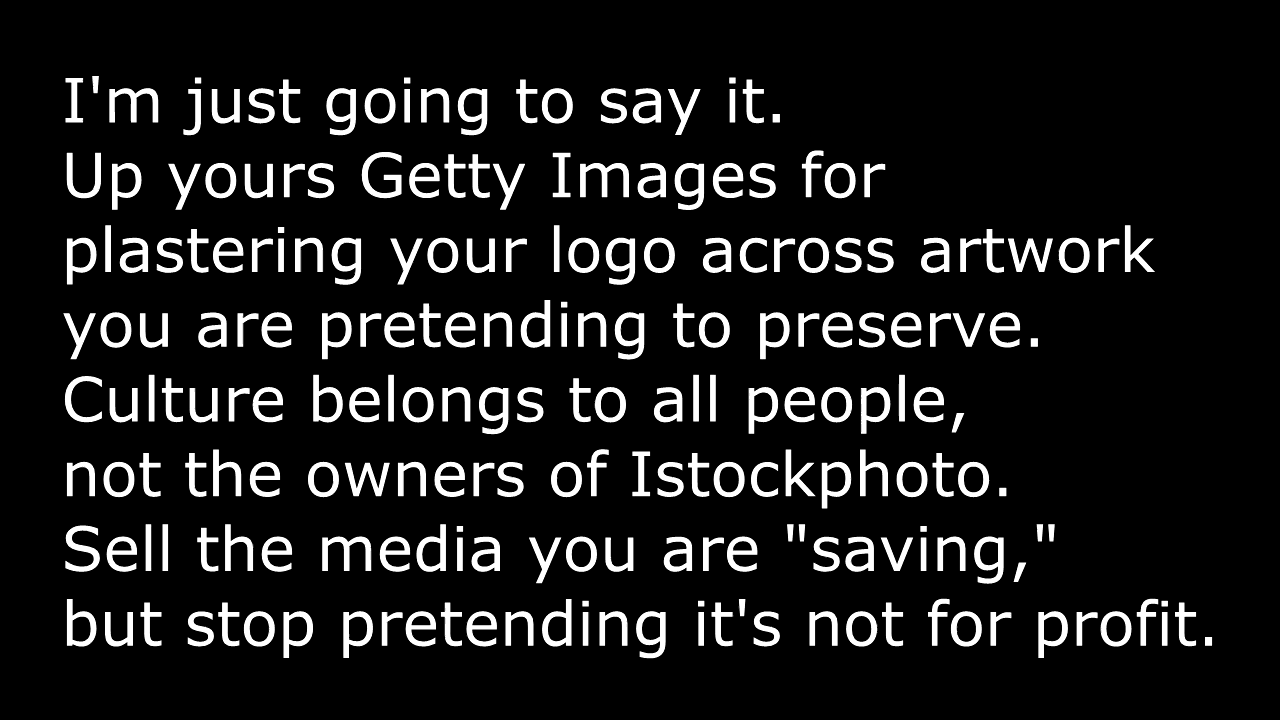 I'm just going to say it.
Up yours Getty Images for
plastering your logo across artwork
you are pretending to preserve.
Culture belongs to all people,
not the owners of Istockphoto.
Sell the media you are "saving,"
but stop pretending it's not for profit.